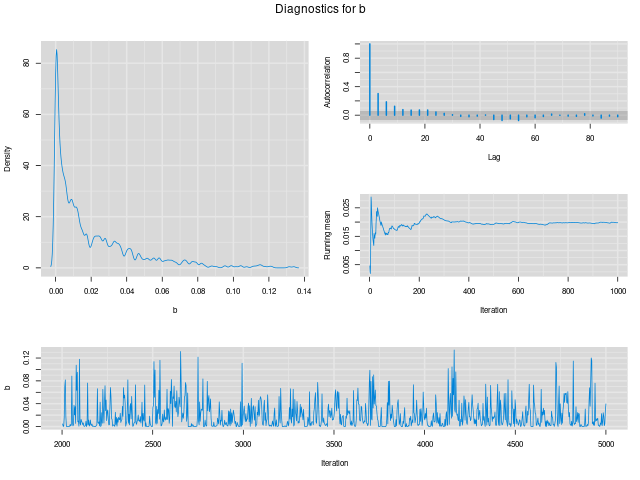 Diagnostics for b
Density
0 20 40 60 80
0.00 0.02 0.04 0.06 0.08 0.10 0.12 0.14
b
Autocorrelation
0.0 0.4 0.8
0 20 40 60 80
Lag
Running mean
0.005 0.015 0.025
0 200 400 600 800 1000
Iteration
b
0.00 0.04 0.08 0.12
2000 2500 3000 3500 4000 4500 5000
Iteration